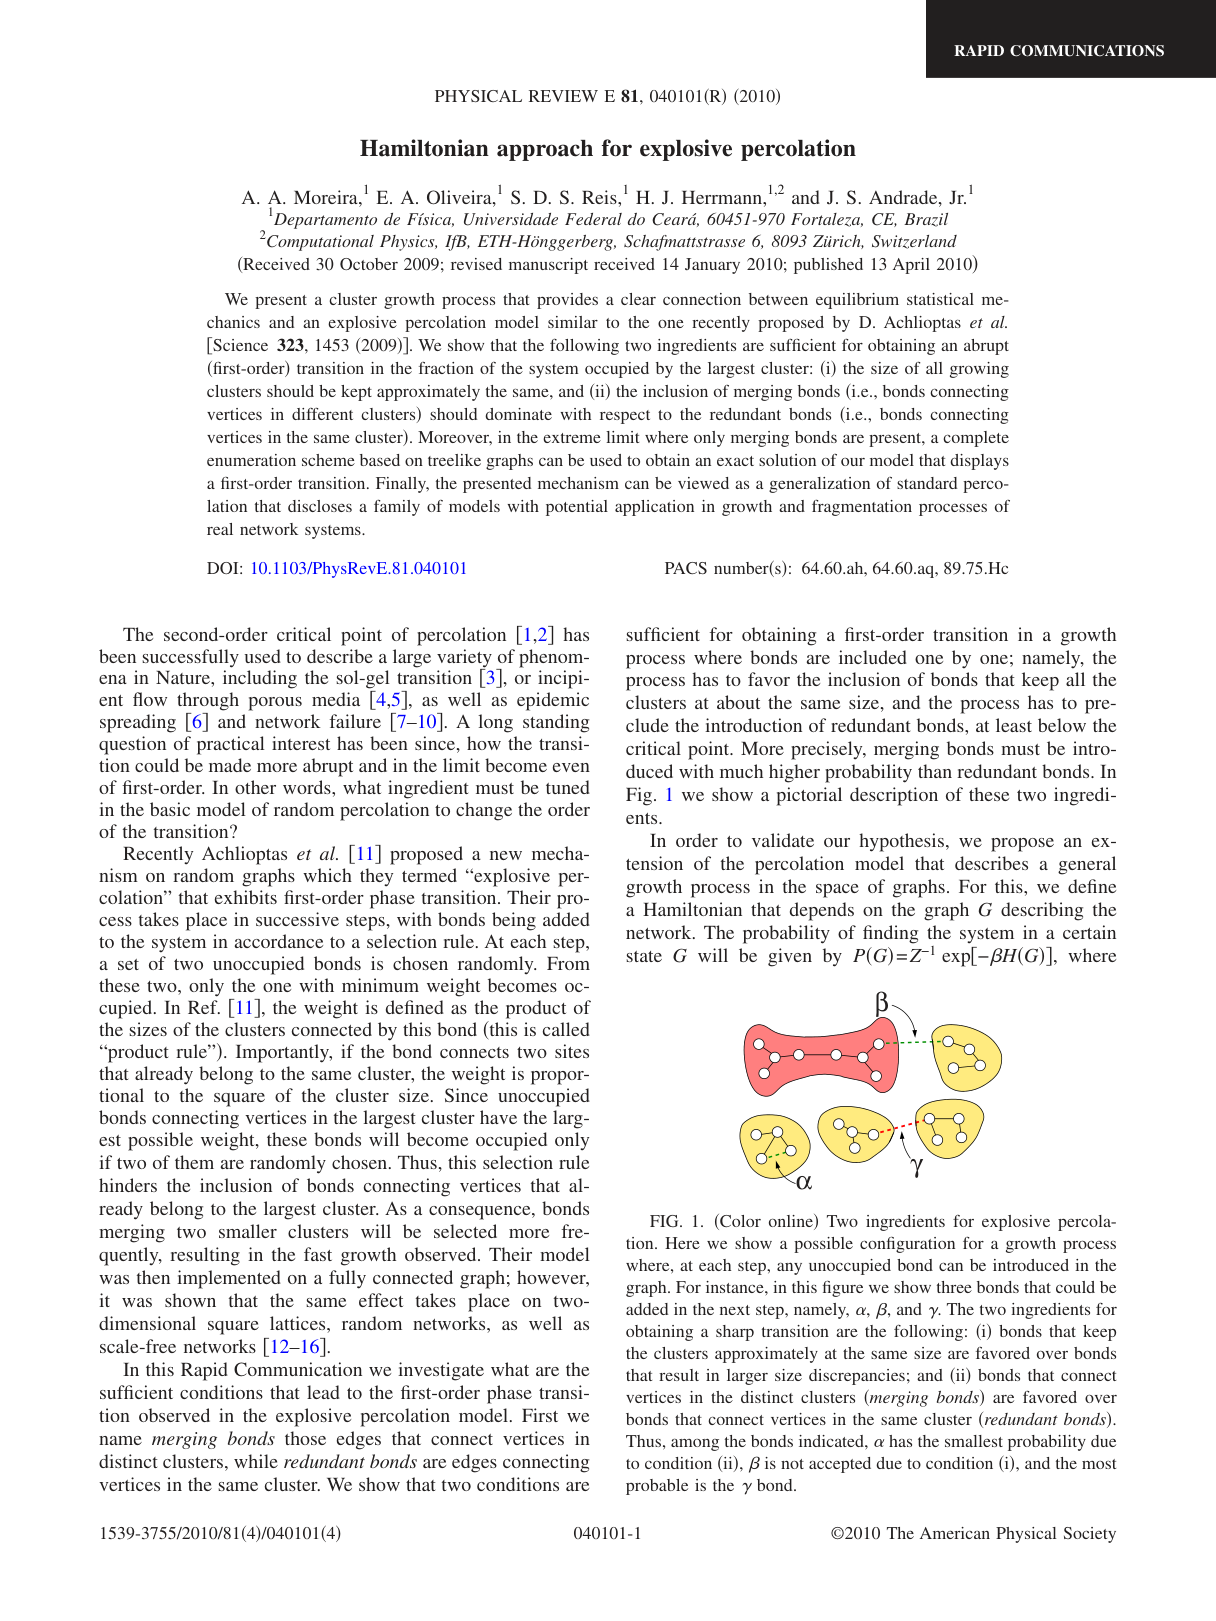 RAPID COMMUNICATIONS
PHYSICAL REVIEW E 81, 040101(R) (2010)
Hamiltonian approach for explosive percolation
A. A. Moreira,1 E. A. Oliveira,1 S. D. S. Reis,1 H. J. Herrmann,1,2 and J. S. Andrade, Jr.1
1Departamento de Física, Universidade Federal do Ceará, 60451-970 Fortaleza, CE, Brazil
2Computational Physics, IfB, ETH-Hönggerberg, Schafmattstrasse 6, 8093 Zürich, Switzerland
(Received 30 October 2009; revised manuscript received 14 January 2010; published 13 April 2010)
We present a cluster growth process that provides a clear connection between equilibrium statistical me-
chanics and an explosive percolation model similar to the one recently proposed by D. Achlioptas et al.
[Science 323, 1453 (2009)]. We show that the following two ingredients are sufficient for obtaining an abrupt
(first-order) transition in the fraction of the system occupied by the largest cluster: (i) the size of all growing
clusters should be kept approximately the same, and (ii) the inclusion of merging bonds (i.e., bonds connecting
vertices in different clusters) should dominate with respect to the redundant bonds (i.e., bonds connecting
vertices in the same cluster). Moreover, in the extreme limit where only merging bonds are present, a complete
enumeration scheme based on treelike graphs can be used to obtain an exact solution of our model that displays
a first-order transition. Finally, the presented mechanism can be viewed as a generalization of standard perco-
lation that discloses a family of models with potential application in growth and fragmentation processes of
real network systems.
DOI: 10.1103/PhysRevE.81.040101 PACS number(s): 64.60.ah, 64.60.aq, 89.75.Hc
The second-order critical point of percolation [1,2] has
been successfully used to describe a large variety of phenom-
ena in Nature, including the sol-gel transition [3], or incipi-
ent flow through porous media [4,5], as well as epidemic
spreading [6] and network failure [7–10]. A long standing
question of practical interest has been since, how the transi-
tion could be made more abrupt and in the limit become even
of first-order. In other words, what ingredient must be tuned
in the basic model of random percolation to change the order
of the transition?
Recently Achlioptas et al. [11] proposed a new mecha-
nism on random graphs which they termed “explosive per-
colation” that exhibits first-order phase transition. Their pro-
cess takes place in successive steps, with bonds being added
to the system in accordance to a selection rule. At each step,
a set of two unoccupied bonds is chosen randomly. From
these two, only the one with minimum weight becomes oc-
cupied. In Ref. [11], the weight is defined as the product of
the sizes of the clusters connected by this bond (this is called
“product rule”). Importantly, if the bond connects two sites
that already belong to the same cluster, the weight is propor-
tional to the square of the cluster size. Since unoccupied
bonds connecting vertices in the largest cluster have the larg-
est possible weight, these bonds will become occupied only
if two of them are randomly chosen. Thus, this selection rule
hinders the inclusion of bonds connecting vertices that al-
ready belong to the largest cluster. As a consequence, bonds
merging two smaller clusters will be selected more fre-
quently, resulting in the fast growth observed. Their model
was then implemented on a fully connected graph; however,
it was shown that the same effect takes place on two-
dimensional square lattices, random networks, as well as
scale-free networks [12–16].
In this Rapid Communication we investigate what are the
sufficient conditions that lead to the first-order phase transi-
tion observed in the explosive percolation model. First we
name merging bonds those edges that connect vertices in
distinct clusters, while redundant bonds are edges connecting
vertices in the same cluster. We show that two conditions are
sufficient for obtaining a first-order transition in a growth
process where bonds are included one by one; namely, the
process has to favor the inclusion of bonds that keep all the
clusters at about the same size, and the process has to pre-
clude the introduction of redundant bonds, at least below the
critical point. More precisely, merging bonds must be intro-
duced with much higher probability than redundant bonds. In
Fig. 1 we show a pictorial description of these two ingredi-
ents.
In order to validate our hypothesis, we propose an ex-
tension of the percolation model that describes a general
growth process in the space of graphs. For this, we define
a Hamiltonian that depends on the graph G describing the
network. The probability of finding the system in a certain
state G will be given by P(G)=Z−1 exp[−βH(G)], where
β
γ
α
FIG. 1. (Color online) Two ingredients for explosive percola-
tion. Here we show a possible configuration for a growth process
where, at each step, any unoccupied bond can be introduced in the
graph. For instance, in this figure we show three bonds that could be
added in the next step, namely, α, β, and γ. The two ingredients for
obtaining a sharp transition are the following: (i) bonds that keep
the clusters approximately at the same size are favored over bonds
that result in larger size discrepancies; and (ii) bonds that connect
vertices in the distinct clusters (merging bonds) are favored over
bonds that connect vertices in the same cluster (redundant bonds).
Thus, among the bonds indicated, α has the smallest probability due
to condition (ii), β is not accepted due to condition (i), and the most
probable is the γ bond.
1539-3755/2010/81(4)/040101(4) 040101-1 ©2010 The American Physical Society